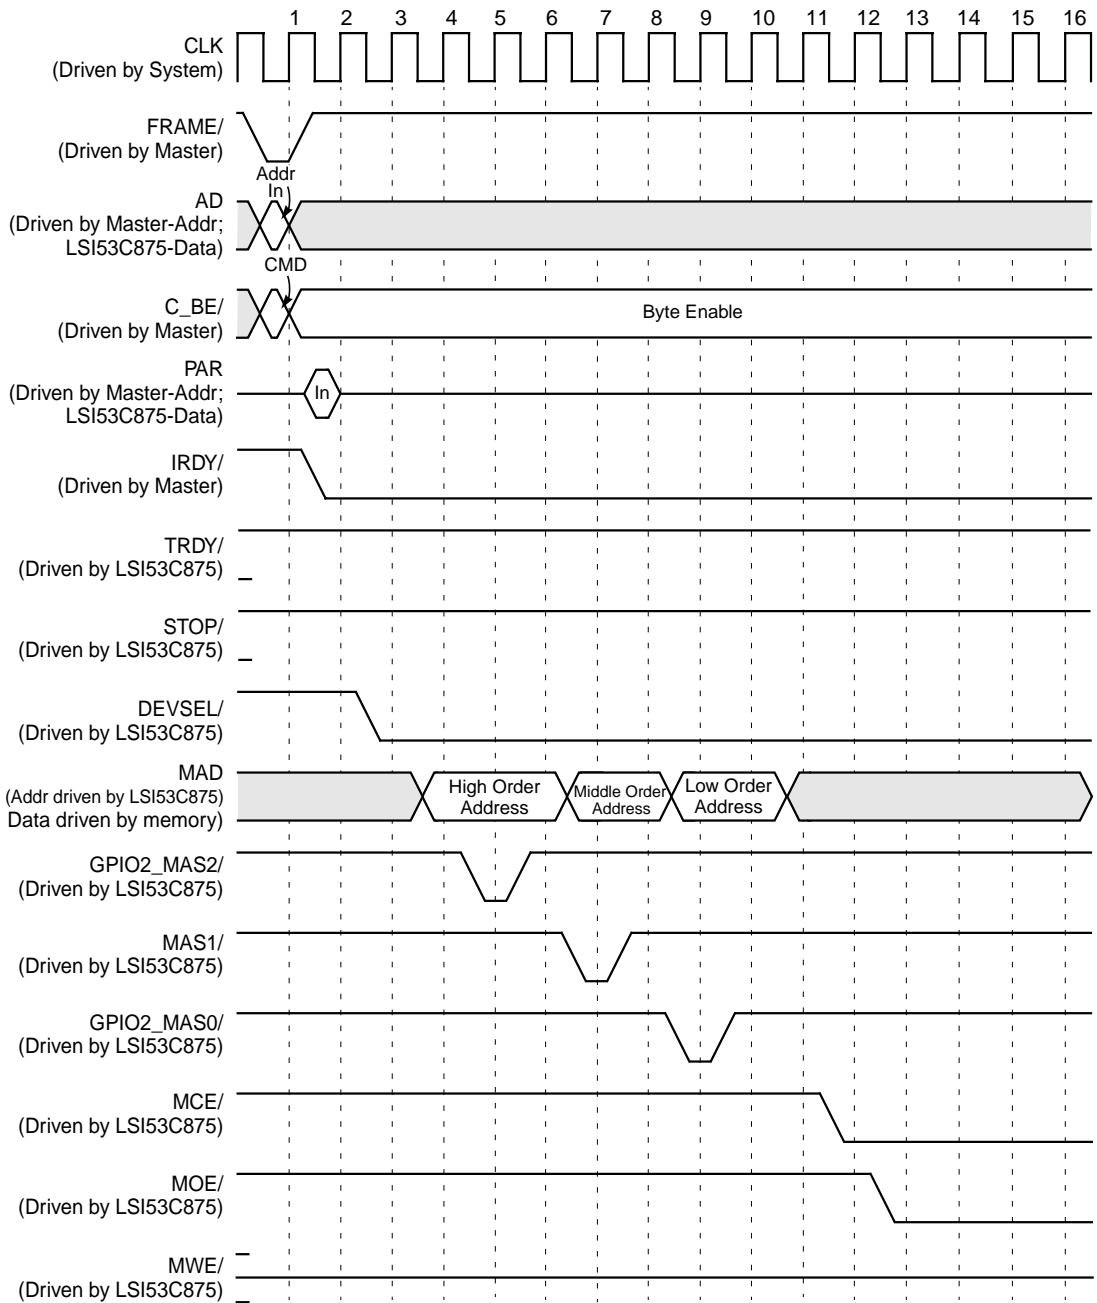 1 2 3 4 5 6 7 8 9 10 11 12 13 14 15 16
CLK
(Driven by System)
FRAME/
(Driven by Master)
Addr
In
AD
(Driven by Master-Addr;
LSI53C875-Data)
CMD
C_BE/
(Driven by Master)
Byte Enable
PAR
(Driven by Master-Addr;
LSI53C875-Data)
In
IRDY/
(Driven by Master)
TRDY/
(Driven by LSI53C875)
STOP/
(Driven by LSI53C875)
DEVSEL/
(Driven by LSI53C875)
MAD
(Addr driven by LSI53C875)
Data driven by memory)
High Order
Address
Middle Order
Address
Low Order
Address
GPIO2_MAS2/
(Driven by LSI53C875)
MAS1/
(Driven by LSI53C875)
GPIO2_MAS0/
(Driven by LSI53C875)
MCE/
(Driven by LSI53C875)
MOE/
(Driven by LSI53C875)
MWE/
(Driven by LSI53C875)